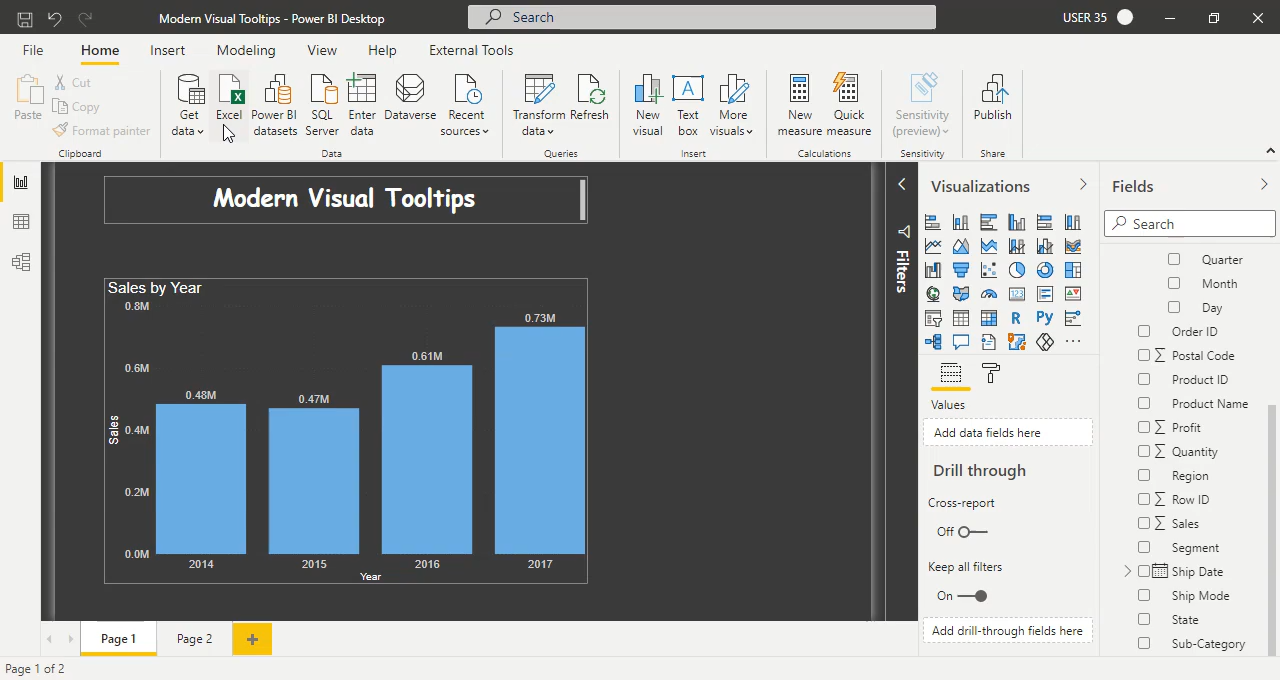 Modern Visual Tooltips - Power BI Desktop
Search
USER 35
File Home Insert Modeling View Help External Tools
Paste
Cut
Copy
Format painter
Clipboard
Get data
Excel
Power BI datasets
SQL Server
Enter data
Dataverse
Recent sources
Data
Transform data
Refresh
Queries
New visual
A
Text box
More visuals
Insert
New measure
Quick measure
Calculations
Sensitivity (preview)
Sensitivity
Publish
Share
Modern Visual Tooltips
Sales by Year
0.8M
0.6M
0.4M
0.2M
0.0M
Sales
0.48M
0.47M
0.61M
0.73M
2014 2015 2016 2017
Year
Filters
Visualizations
123
R
Py
Values
Add data fields here
Drill through
Cross-report
Off
Keep all filters
On
Add drill-through fields here
Fields
Search
Quarter
Month
Day
Order ID
Σ Postal Code
Product ID
Product Name
Σ Profit
Σ Quantity
Region
Σ Row ID
Σ Sales
Segment
Ship Date
Ship Mode
State
Sub-Category
Page 1 Page 2 +
Page 1 of 2